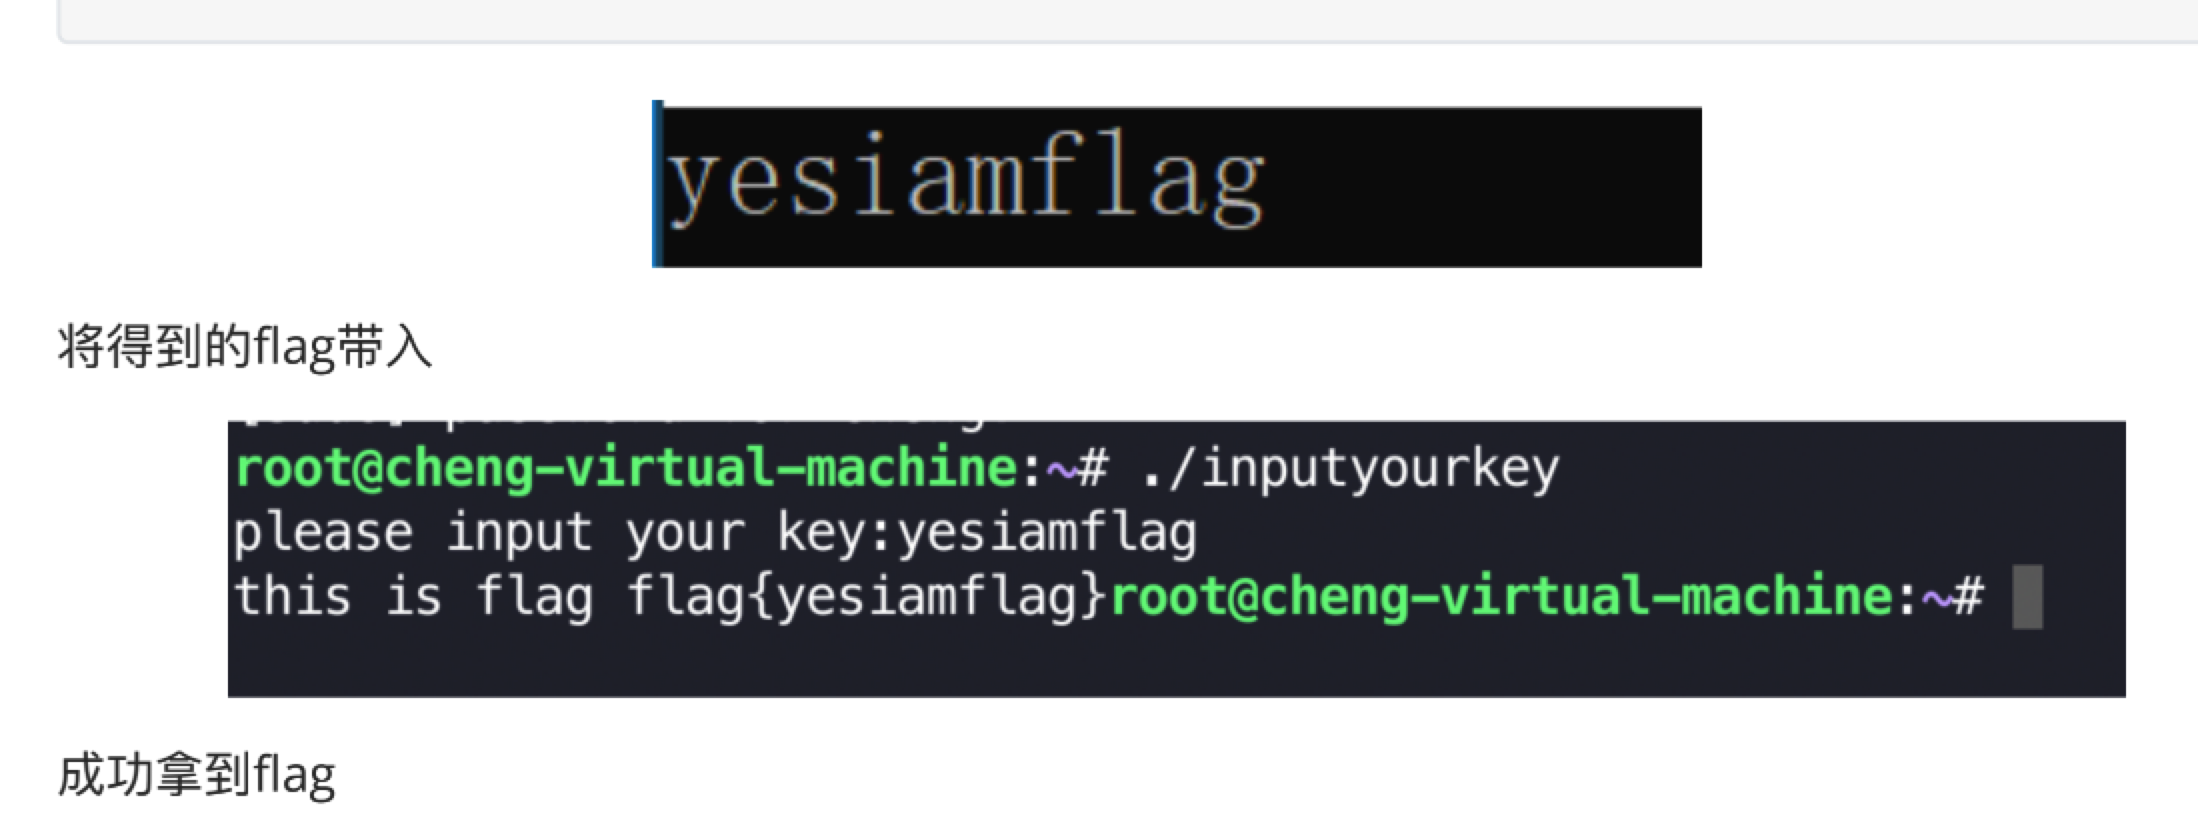 yesiamflag
将得到的flag带入
root@cheng-virtual-machine:~# ./inputyourkey
please input your key:yesiamflag
this is flag flag{yesiamflag}root@cheng-virtual-machine:~#
成功拿到flag